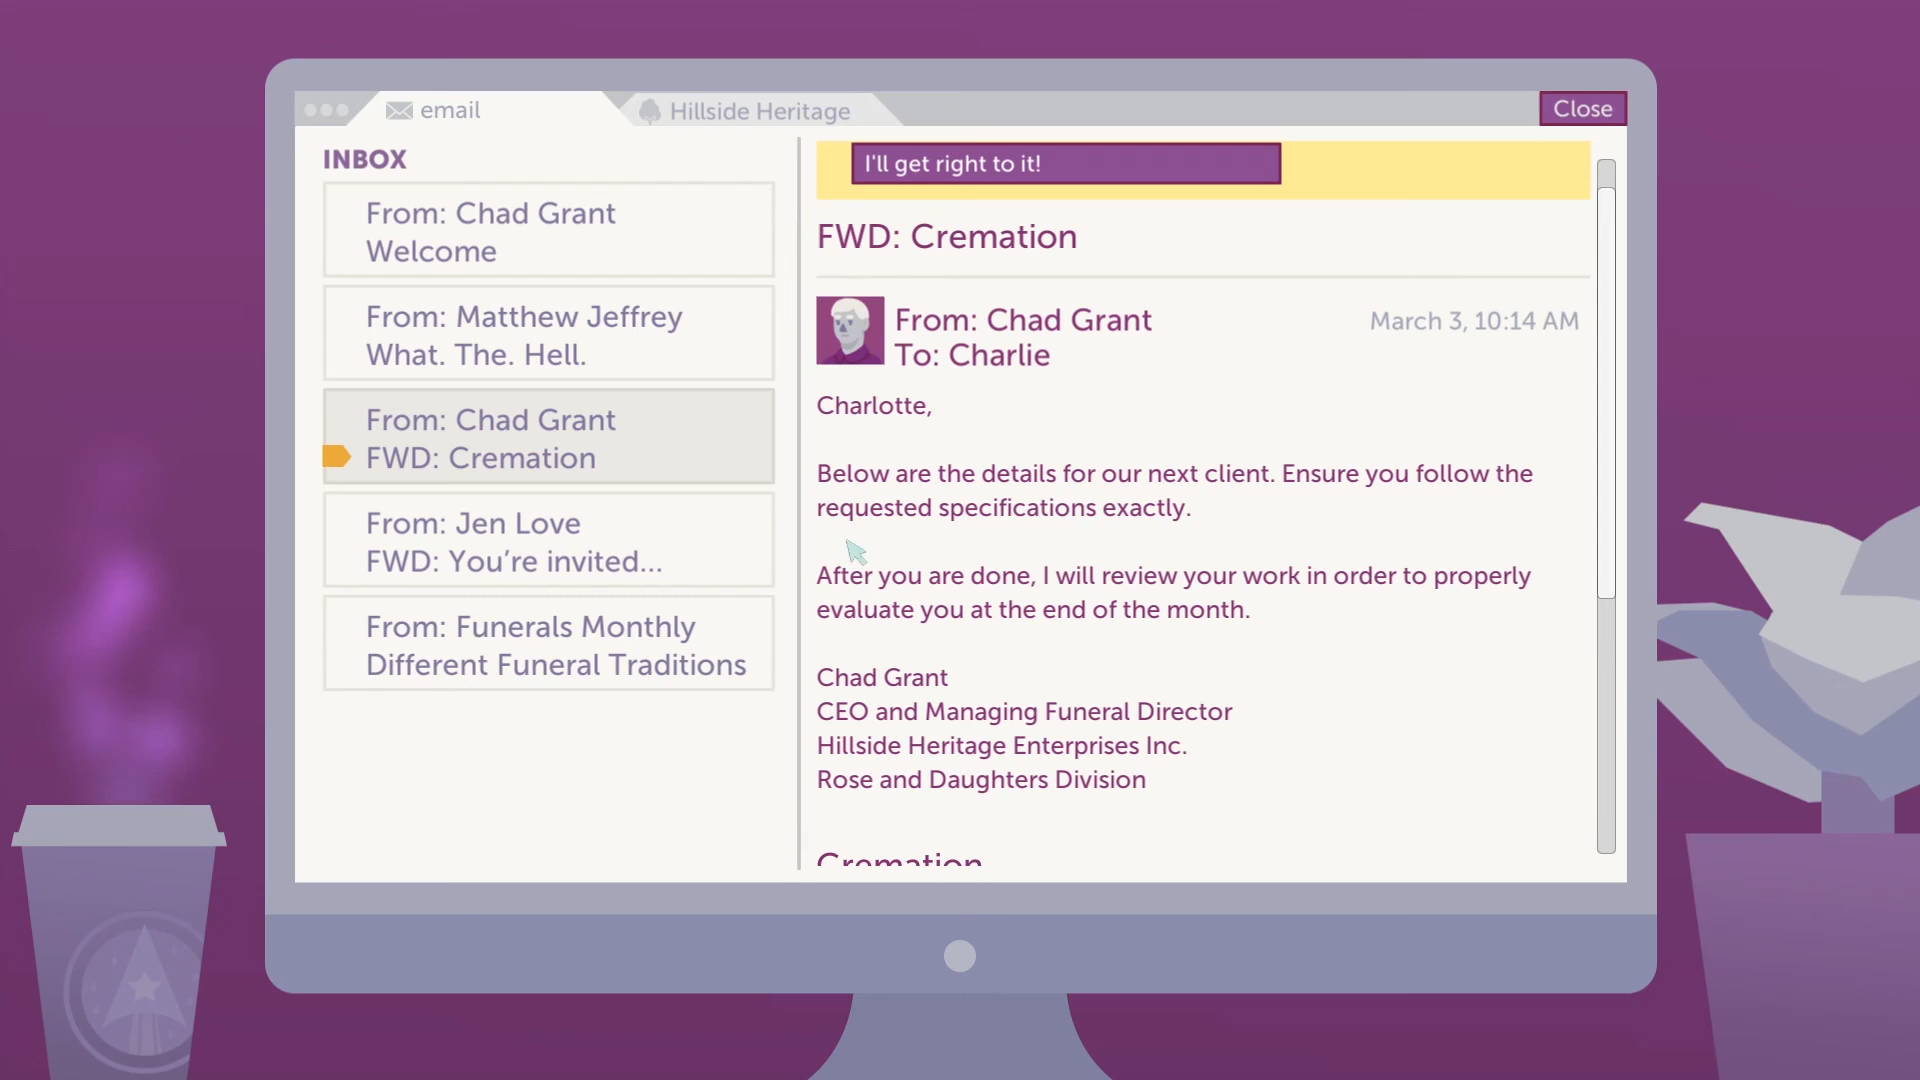 email
Hillside Heritage
Close
INBOX
From: Chad Grant
Welcome
From: Matthew Jeffrey
What. The. Hell.
From: Chad Grant
FWD: Cremation
From: Jen Love
FWD: You’re invited...
From: Funerals Monthly
Different Funeral Traditions
I'll get right to it!
FWD: Cremation
From: Chad Grant
March 3, 10:14 AM
To: Charlie
Charlotte,
Below are the details for our next client. Ensure you follow the
requested specifications exactly.
After you are done, I will review your work in order to properly
evaluate you at the end of the month.
Chad Grant
CEO and Managing Funeral Director
Hillside Heritage Enterprises Inc.
Rose and Daughters Division
Cremation